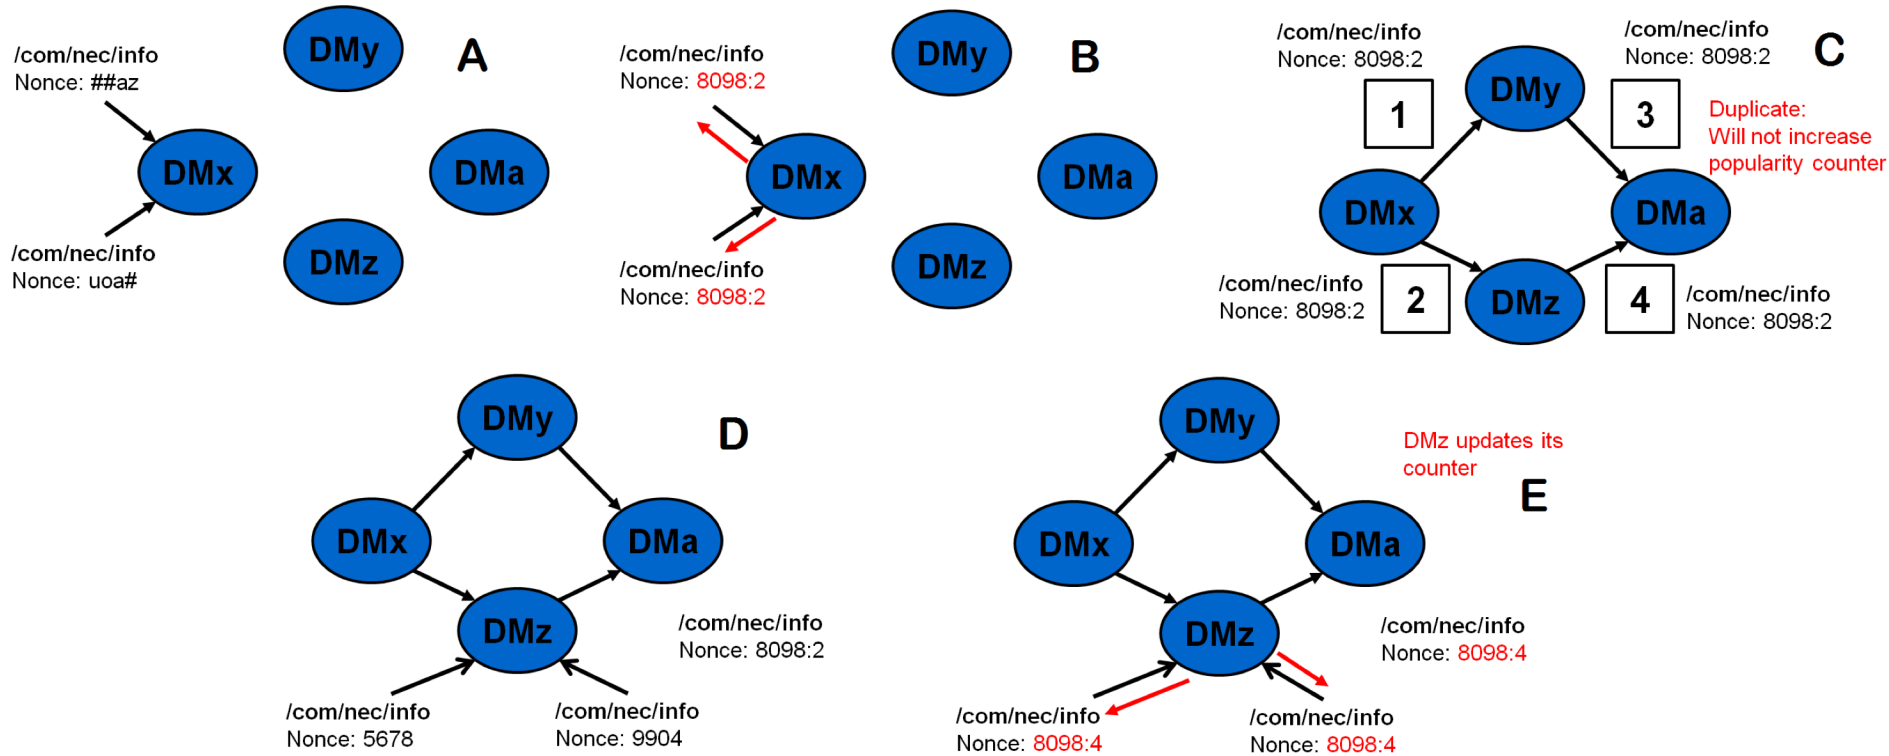 A
/com/nec/info
Nonce: ##az
DMy
DMx
DMa
/com/nec/info
Nonce: uoa#
DMz
B
/com/nec/info
Nonce: 8098:2
DMy
DMx
DMa
/com/nec/info
Nonce: 8098:2
DMz
C
/com/nec/info
Nonce: 8098:2
/com/nec/info
Nonce: 8098:2
DMy
1
3
Duplicate:
Will not increase
popularity counter
DMx
DMa
/com/nec/info
Nonce: 8098:2
2
DMz
4
/com/nec/info
Nonce: 8098:2
D
DMy
DMx
DMa
DMz
/com/nec/info
Nonce: 8098:2
/com/nec/info
Nonce: 5678
/com/nec/info
Nonce: 9904
DMy
DMz updates its
counter
E
DMx
DMa
DMz
/com/nec/info
Nonce: 8098:4
/com/nec/info
Nonce: 8098:4
/com/nec/info
Nonce: 8098:4